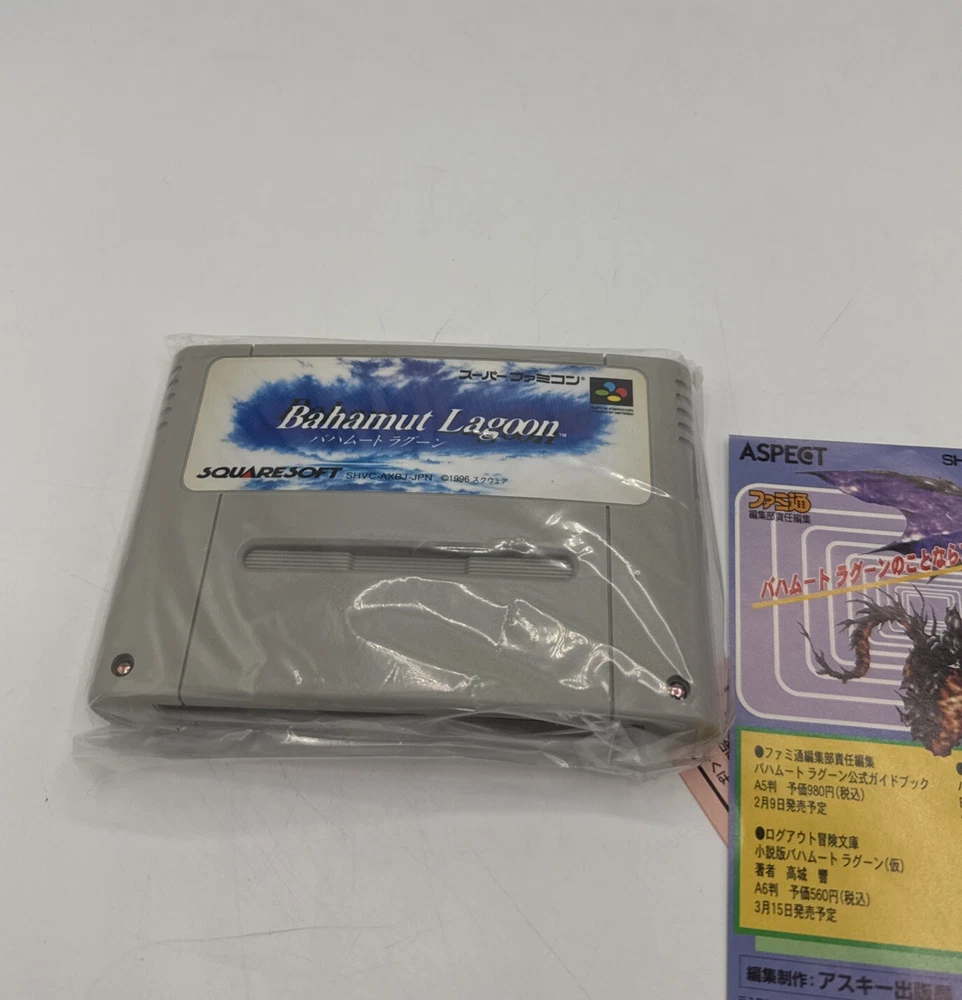 スーパーファミコン
Bahamut Lagoon™
バハムート ラグーン
SQUARESOFT SHVC-AXBJ-JPN ©1996 スクウェア
ASPECT
SH
ファミ通
編集部責任編集
バハムート ラグーンのことなら
●ファミ通編集部責任編集
バハムート ラグーン公式ガイドブック
A5判 予価980円(税込)
2月9日発売予定
●ログアウト冒険文庫
小説版バハムート ラグーン(仮)
著者 高城 響
A6判 予価560円(税込)
3月15日発売予定
編集制作:アスキー出版